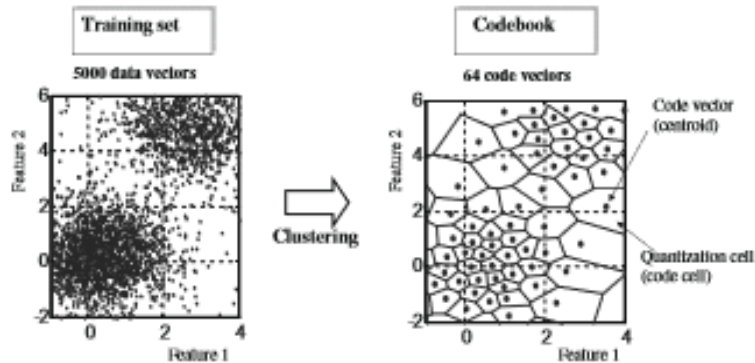 Training set
5000 data vectors
6
4
2
0
-2
0
2
4
Feature 2
Feature 1
Clustering
Codebook
64 code vectors
6
4
2
0
-2
0
2
4
Feature 2
Feature 1
Code vector
(centroid)
Quantization cell
(code cell)